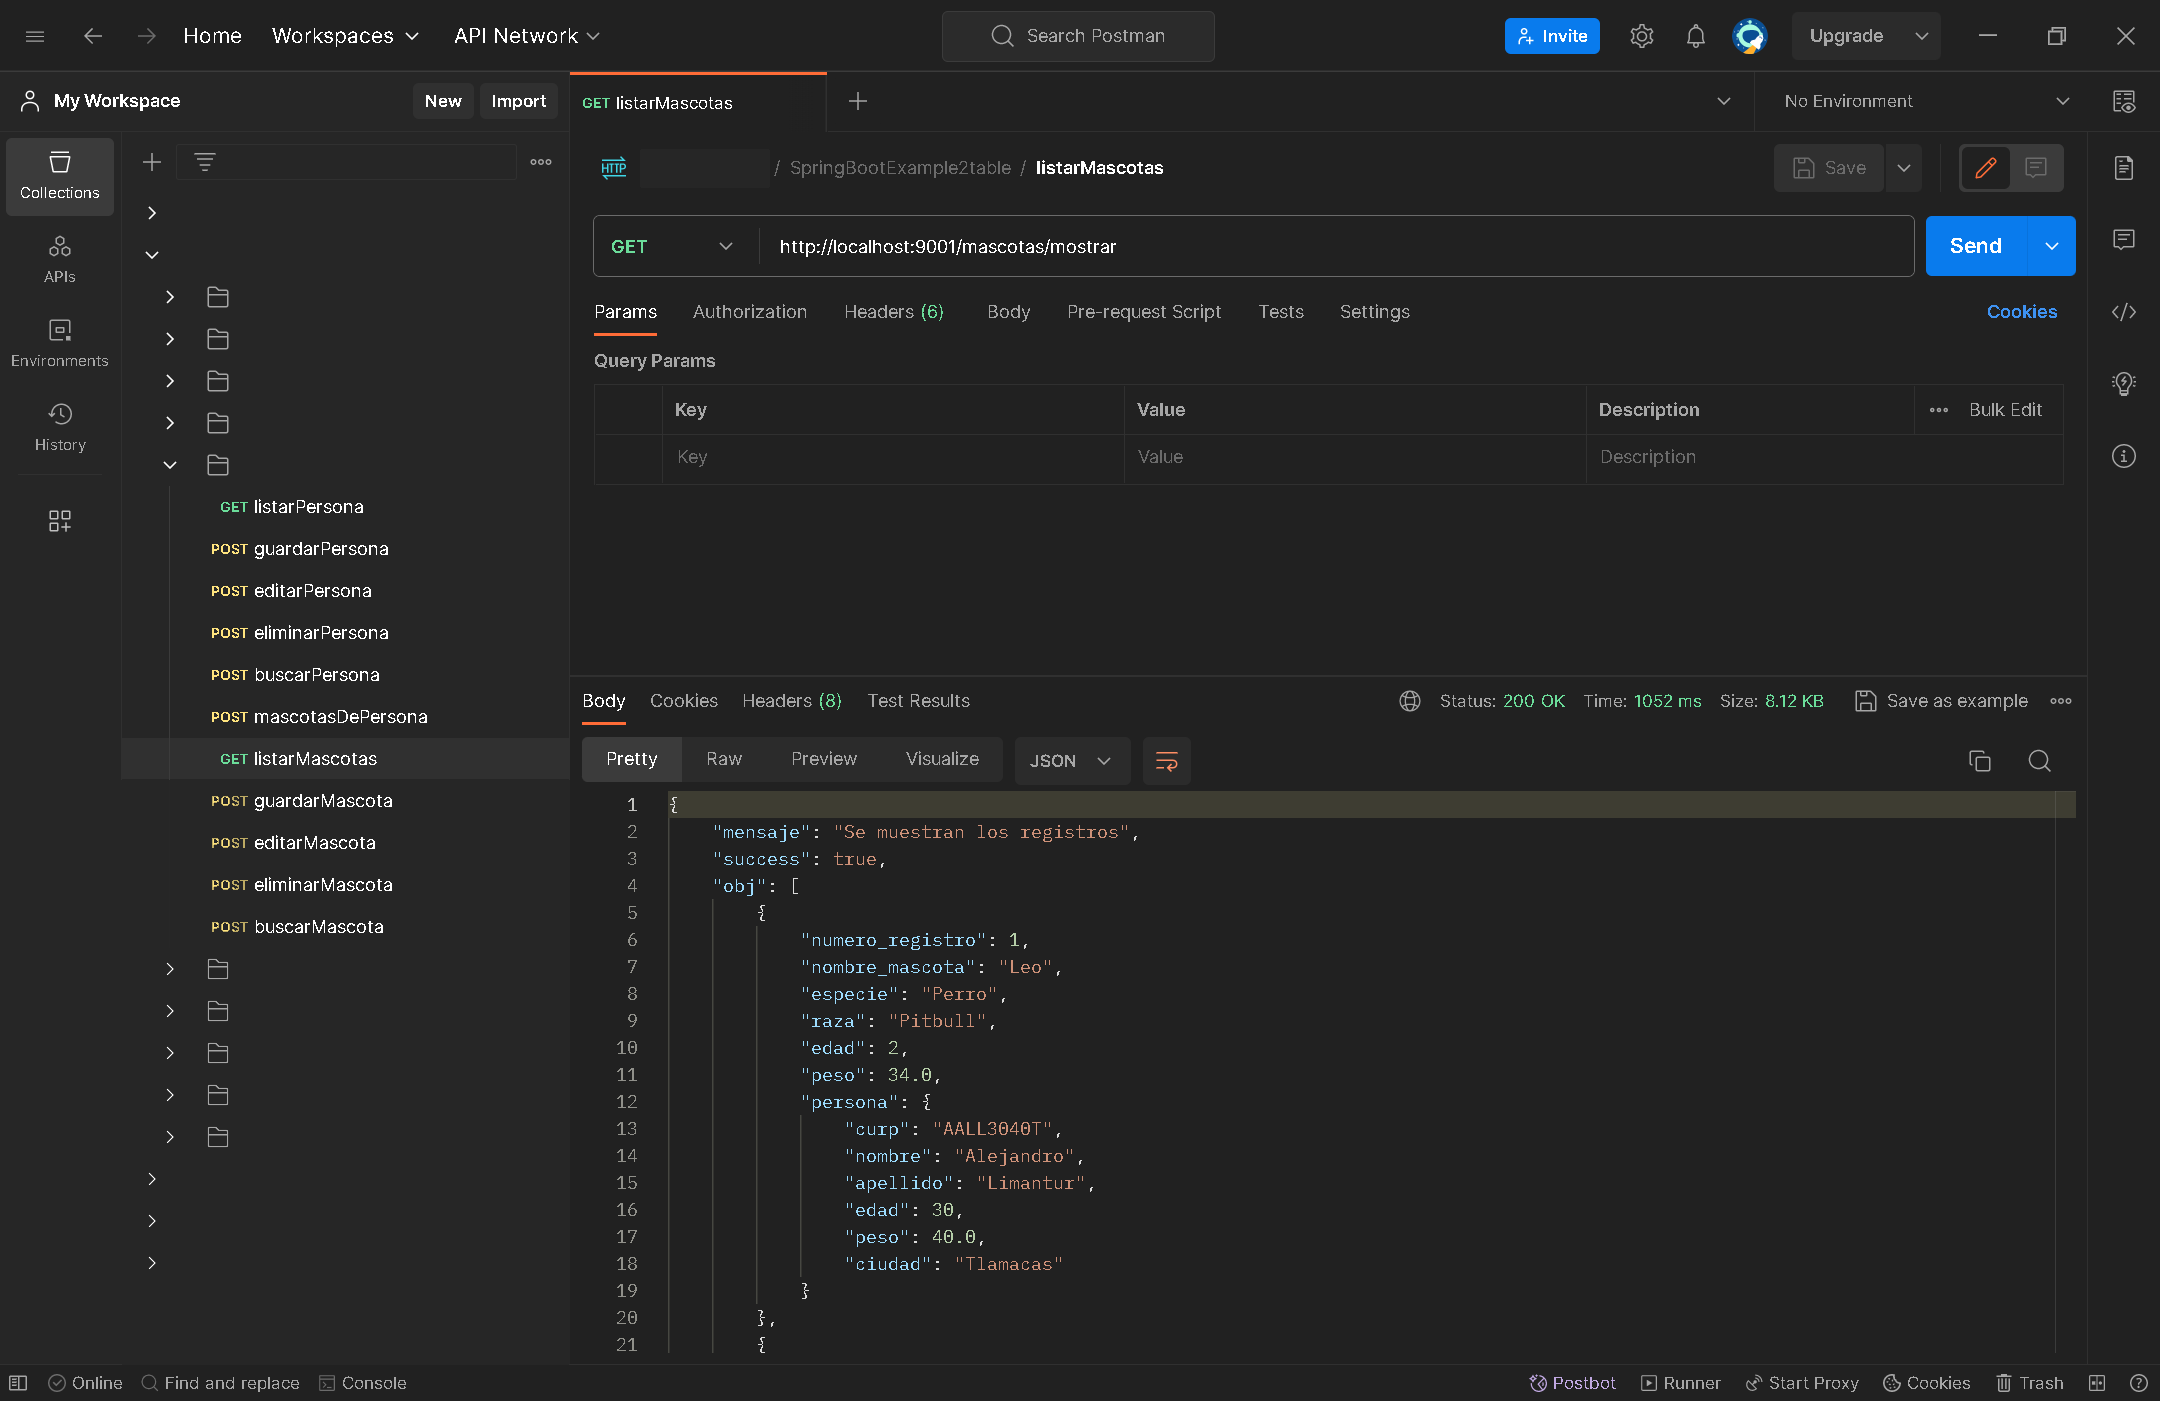 Home Workspaces API Network Search Postman Invite Upgrade
My Workspace New Import GET listarMascotas No Environment
Collections
APIs
Environments
History
GET listarPersona
POST guardarPersona
POST editarPersona
POST eliminarPersona
POST buscarPersona
POST mascotasDePersona
GET listarMascotas
POST guardarMascota
POST editarMascota
POST eliminarMascota
POST buscarMascota
HTTP / SpringBootExample2table / listarMascotas Save
GET http://localhost:9001/mascotas/mostrar Send
Params Authorization Headers (6) Body Pre-request Script Tests Settings Cookies
Query Params
Key Value Description Bulk Edit
Key Value Description
Body Cookies Headers (8) Test Results Status: 200 OK Time: 1052 ms Size: 8.12 KB Save as example
Pretty Raw Preview Visualize JSON
1 {
2 "mensaje": "Se muestran los registros",
3 "success": true,
4 "obj": [
5 {
6 "numero_registro": 1,
7 "nombre_mascota": "Leo",
8 "especie": "Perro",
9 "raza": "Pitbull",
10 "edad": 2,
11 "peso": 34.0,
12 "persona": {
13 "curp": "AALL3040T",
14 "nombre": "Alejandro",
15 "apellido": "Limantur",
16 "edad": 30,
17 "peso": 40.0,
18 "ciudad": "Tlamacas"
19 }
20 },
21 {
Online Find and replace Console Postbot Runner Start Proxy Cookies Trash